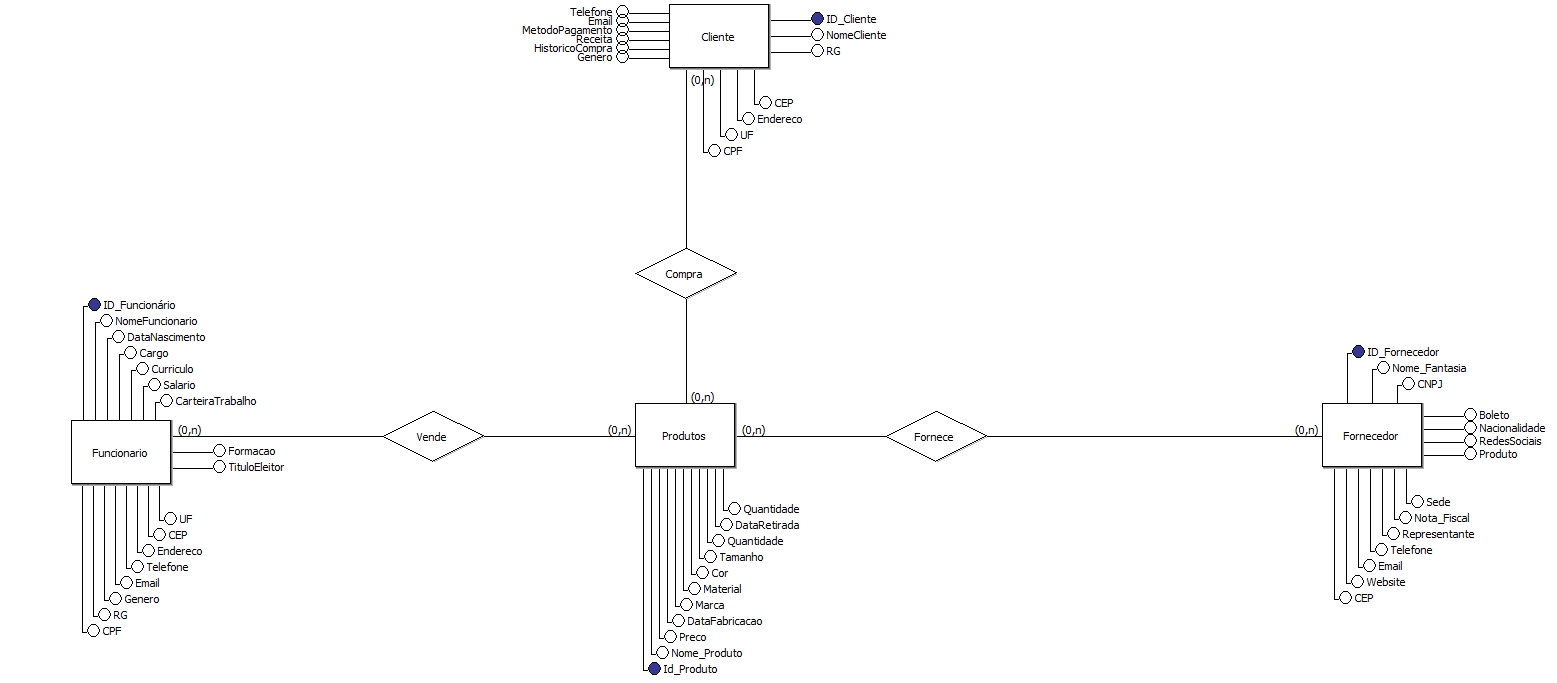 Telefone
Email
MetodoPagamento
Receita
HistoricoCompra
Genero
Cliente
ID_Cliente
NomeCliente
RG
(0,n)
CEP
Endereco
UF
CPF
Compra
(0,n)
ID_Funcionário
NomeFuncionario
DataNascimento
Cargo
Curriculo
Salario
CarteiraTrabalho
Funcionario
(0,n)
Formacao
TituloEleitor
UF
CEP
Endereco
Telefone
Email
Genero
RG
CPF
Vende
(0,n)
Produtos
(0,n)
Quantidade
DataRetirada
Quantidade
Tamanho
Cor
Material
Marca
DataFabricacao
Preco
Nome_Produto
Id_Produto
Fornece
(0,n)
ID_Fornecedor
Nome_Fantasia
CNPJ
Fornecedor
Boleto
Nacionalidade
RedesSociais
Produto
Sede
Nota_Fiscal
Representante
Telefone
Email
Website
CEP